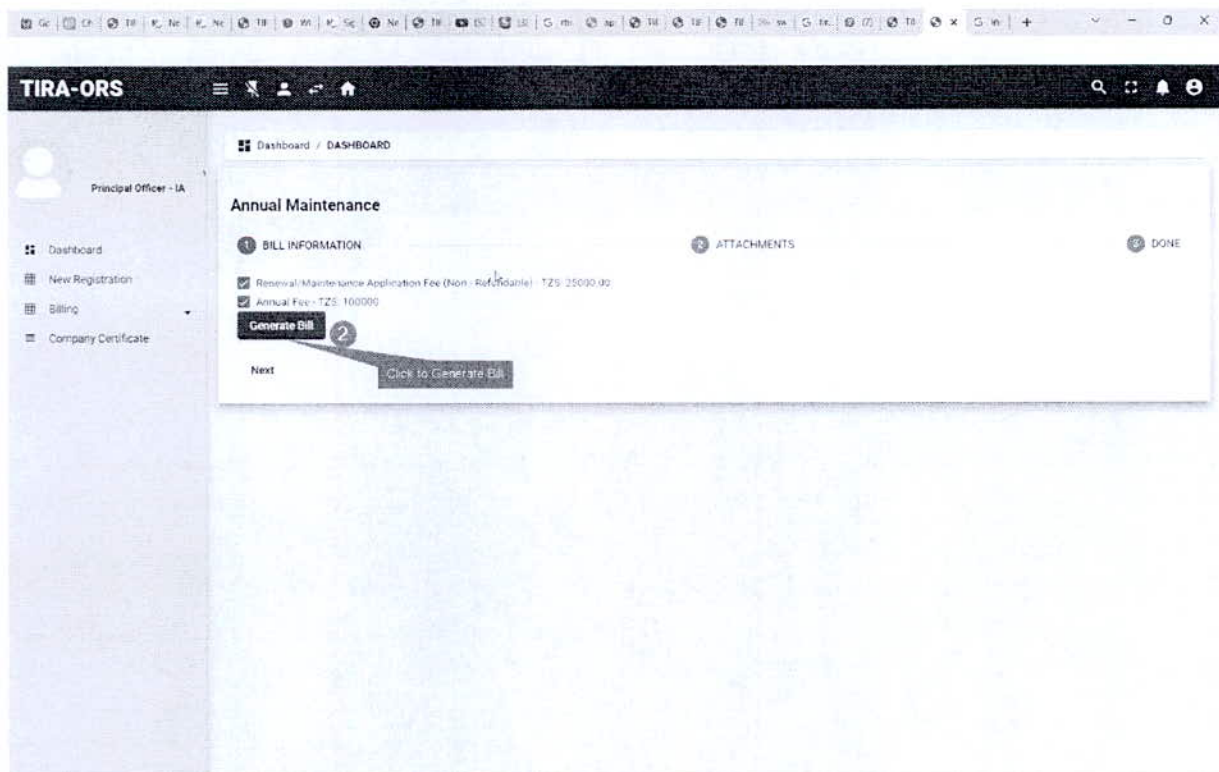 TIRA-ORS
Dashboard / DASHBOARD
Principal Officer - IA
Annual Maintenance
1 BILL INFORMATION
2 ATTACHMENTS
3 DONE
Dashboard
New Registration
Billing
Company Certificate
Renewal/Maintenance Application Fee (Non - Refundable) - TZS: 25000.00
Annual Fee - TZS: 100000
Generate Bill
2
Next
Click to Generate Bill